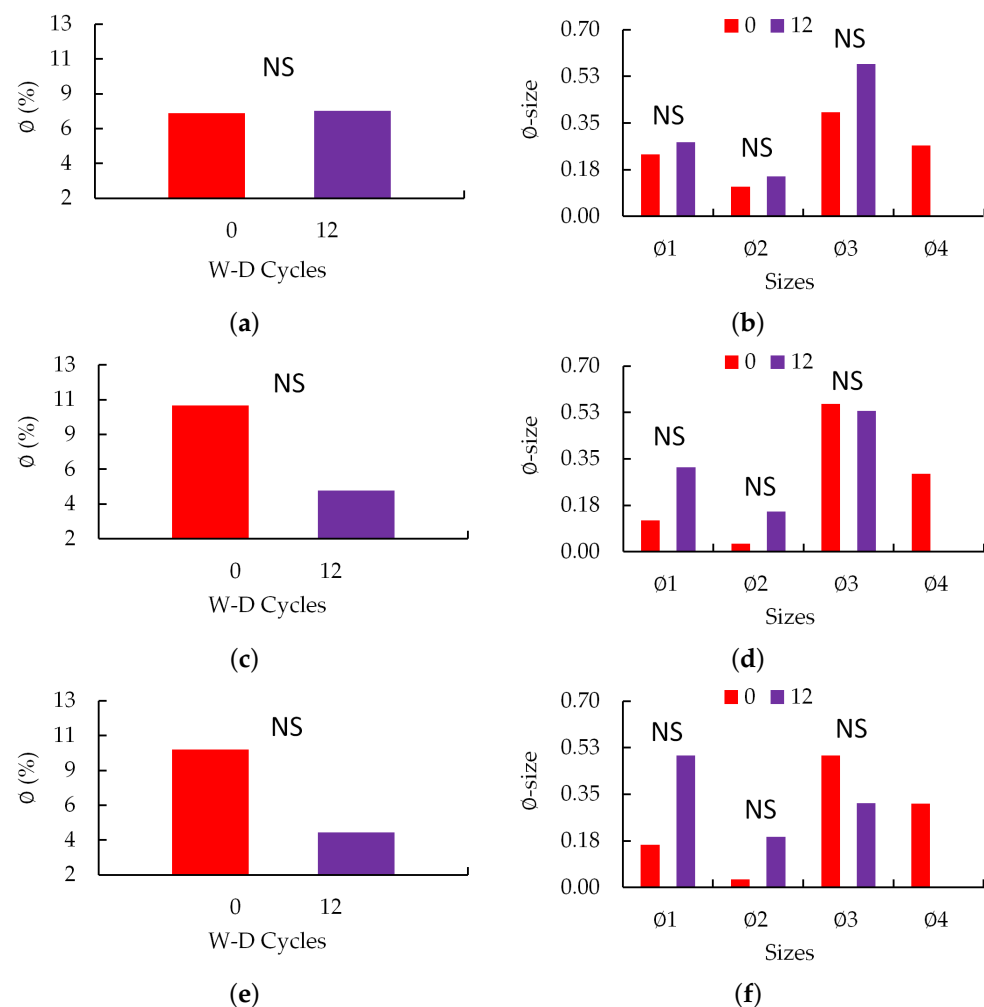 13
11
9
6
4
2
ø (%)
NS
0 12
W-D Cycles
(a)
0 12
0.70
0.53
0.35
0.18
0.00
ø-size
NS NS NS
ø1 ø2 ø3 ø4
Sizes
(b)
13
11
9
6
4
2
ø (%)
NS
0 12
W-D Cycles
(c)
0 12
0.70
0.53
0.35
0.18
0.00
ø-size
NS NS NS
ø1 ø2 ø3 ø4
Sizes
(d)
13
11
9
6
4
2
ø (%)
NS
0 12
W-D Cycles
(e)
0 12
0.70
0.53
0.35
0.18
0.00
ø-size
NS NS NS
ø1 ø2 ø3 ø4
Sizes
(f)